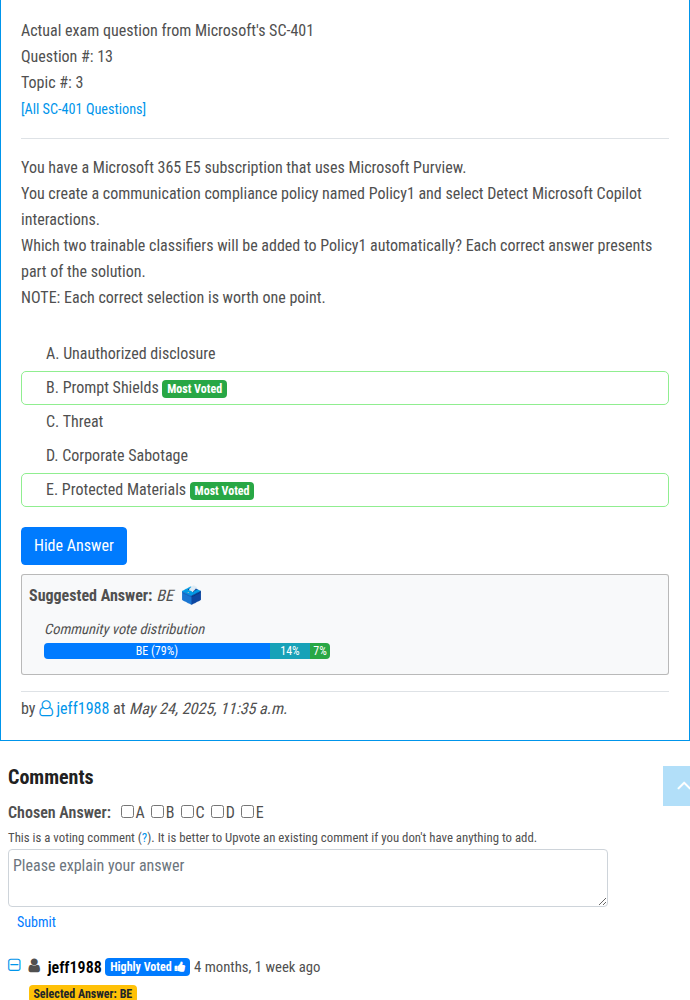 Actual exam question from Microsoft's SC-401
Question #: 13
Topic #: 3
[All SC-401 Questions]
You have a Microsoft 365 E5 subscription that uses Microsoft Purview.
You create a communication compliance policy named Policy1 and select Detect Microsoft Copilot
interactions.
Which two trainable classifiers will be added to Policy1 automatically? Each correct answer presents
part of the solution.
NOTE: Each correct selection is worth one point.
A. Unauthorized disclosure
B. Prompt Shields Most Voted
C. Threat
D. Corporate Sabotage
E. Protected Materials Most Voted
Hide Answer
Suggested Answer: BE
Community vote distribution
BE (79%) 14% 7%
by jeff1988 at May 24, 2025, 11:35 a.m.
Comments
Chosen Answer: A B C D E
This is a voting comment (?). It is better to Upvote an existing comment if you don't have anything to add.
Please explain your answer
Submit
jeff1988 Highly Voted 4 months, 1 week ago
Selected Answer: BE